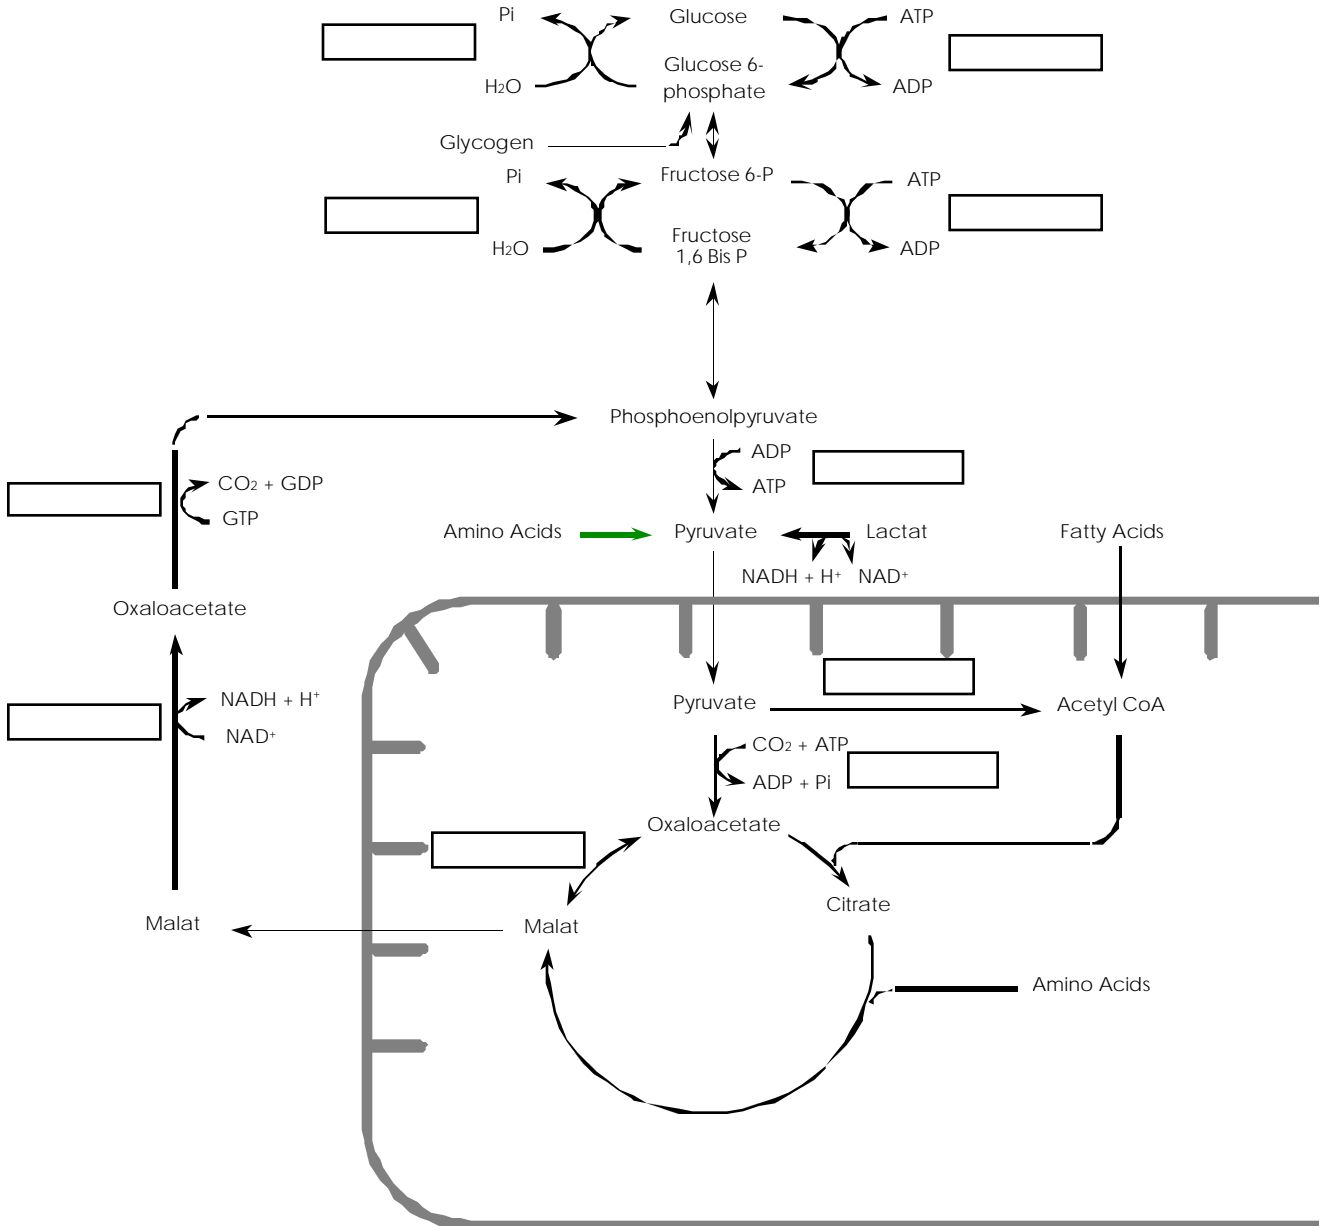 Pi
Glucose
ATP
Glucose 6-
phosphate
H2O
ADP
Glycogen
Pi
Fructose 6-P
ATP
Fructose
1,6 Bis P
H2O
ADP
Phosphoenolpyruvate
ADP
ATP
CO2 + GDP
GTP
Amino Acids
Pyruvate
Lactat
Fatty Acids
NADH + H+
NAD+
Oxaloacetate
NADH + H+
NAD+
Pyruvate
Acetyl CoA
CO2 + ATP
ADP + Pi
Oxaloacetate
Citrate
Malat
Malat
Amino Acids